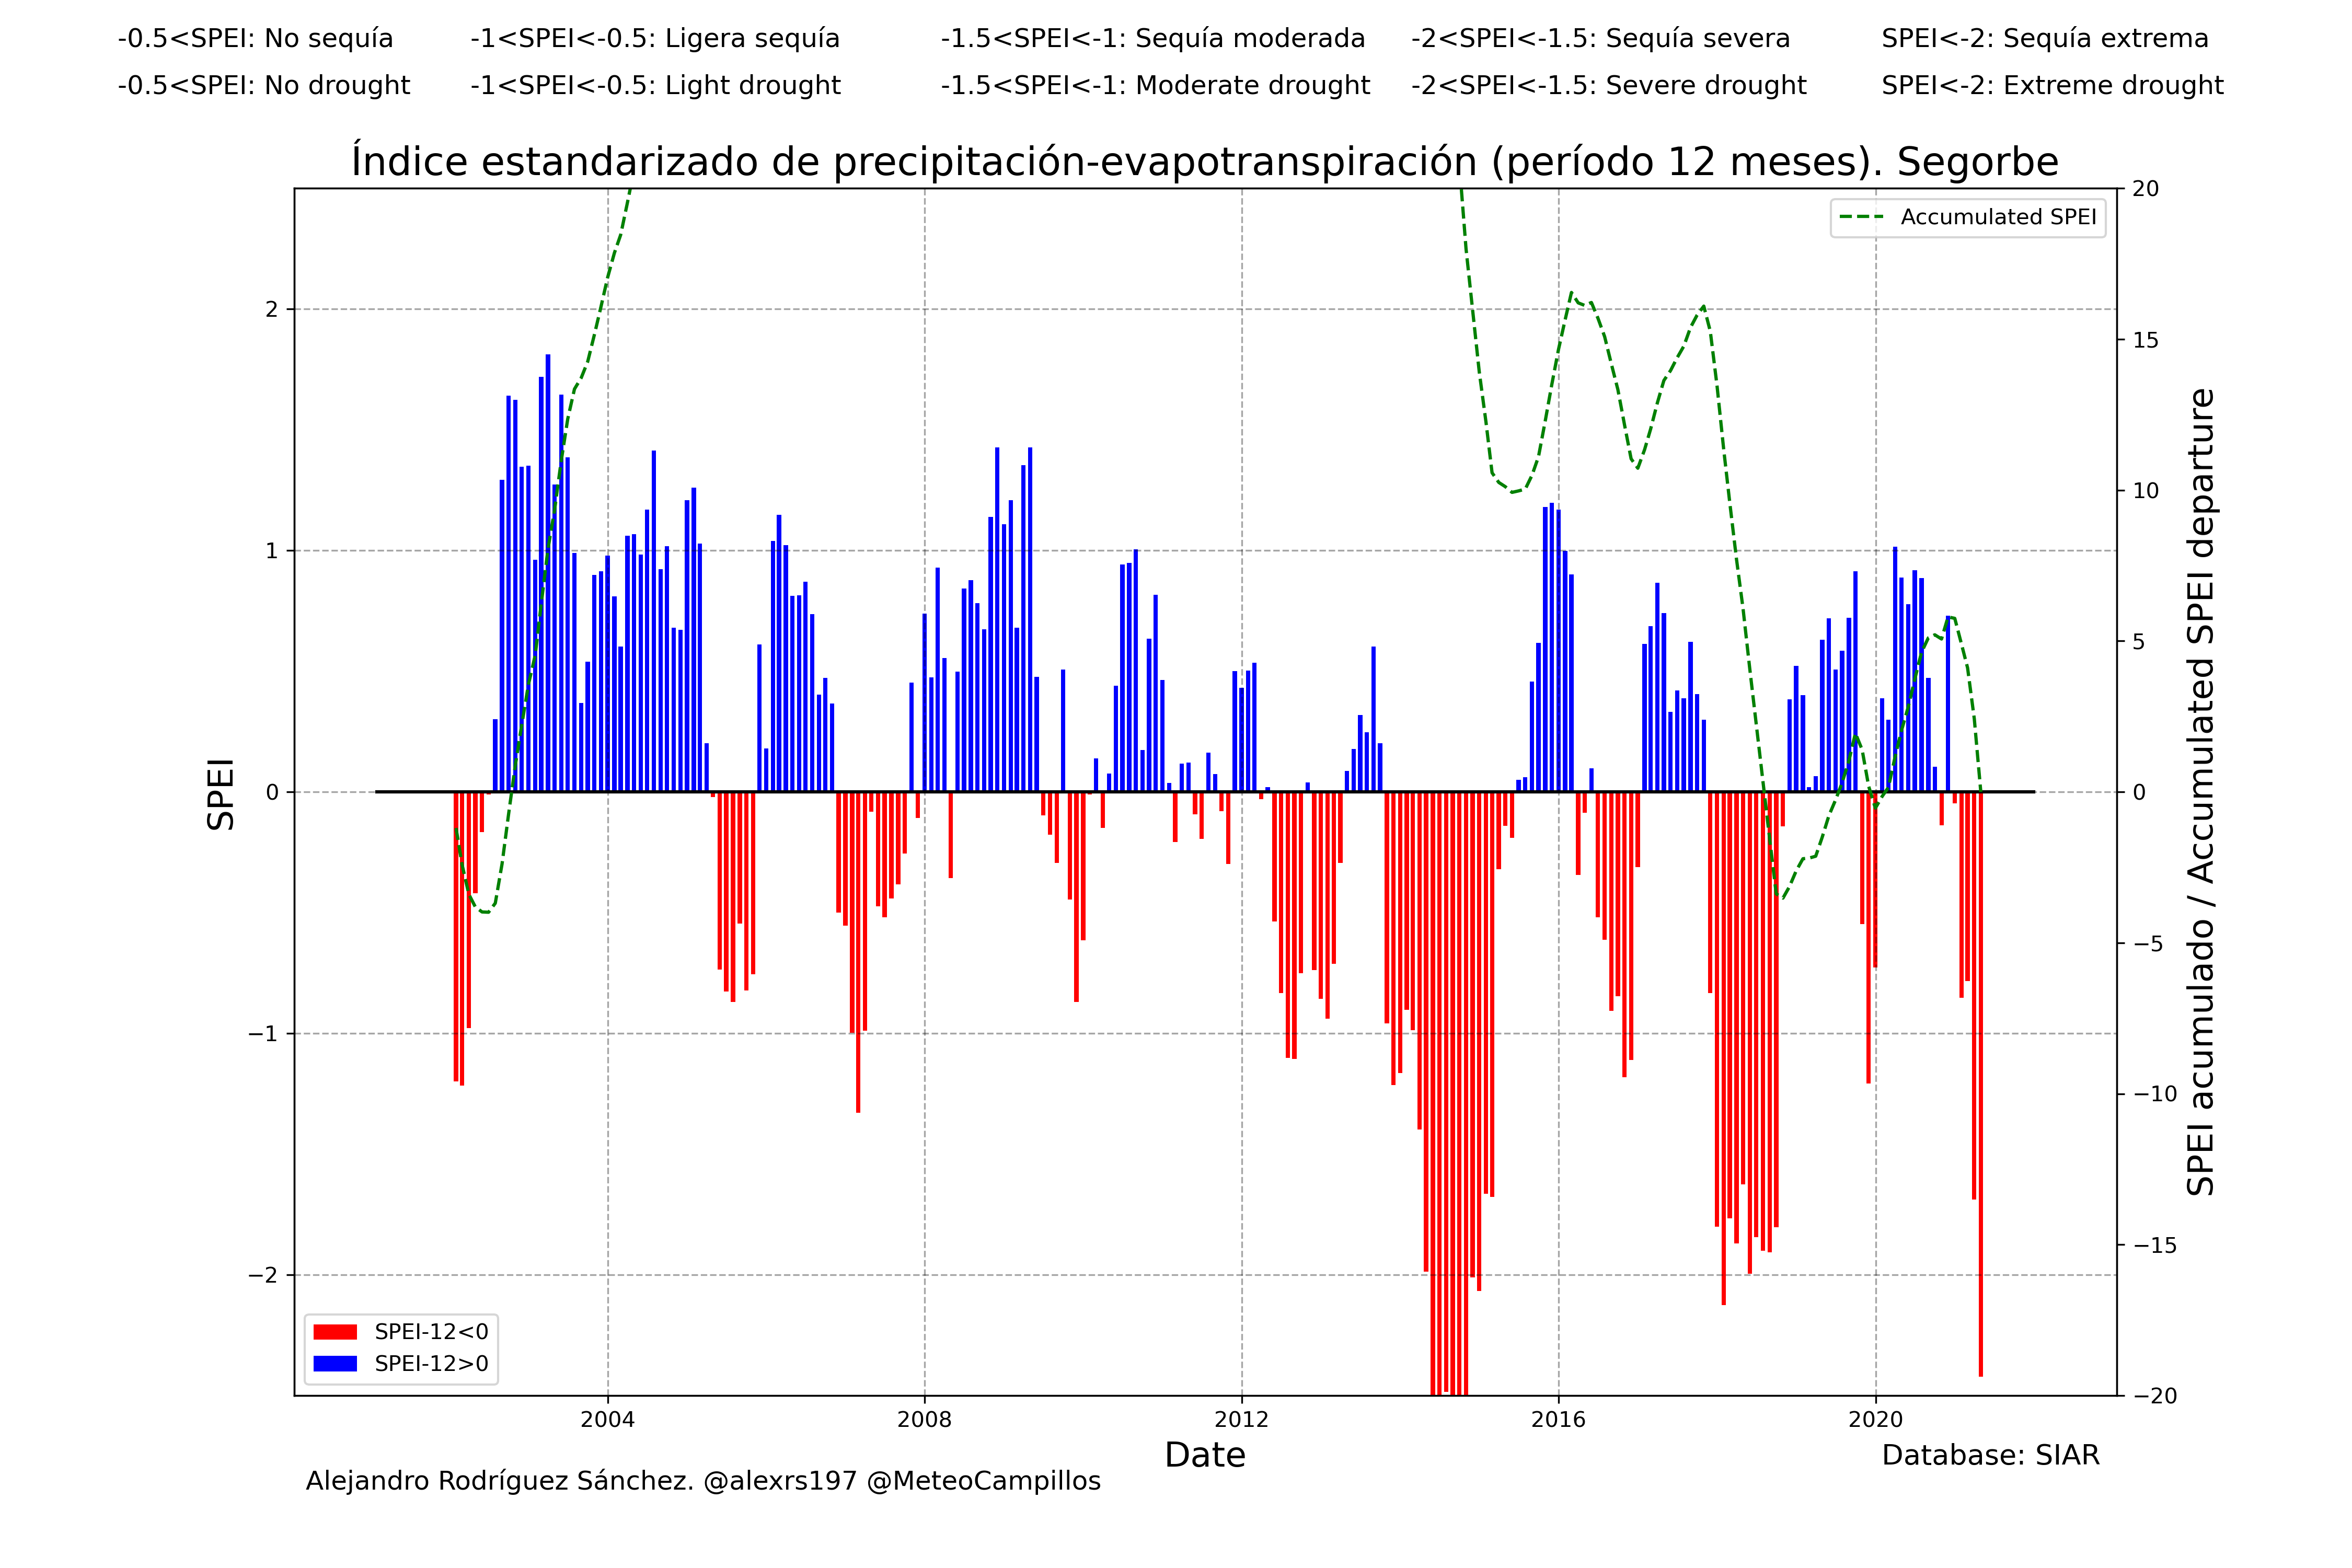 -0.5<SPEI: No sequía -1<SPEI<-0.5: Ligera sequía -1.5<SPEI<-1: Sequía moderada -2<SPEI<-1.5: Sequía severa SPEI<-2: Sequía extrema
-0.5<SPEI: No drought -1<SPEI<-0.5: Light drought -1.5<SPEI<-1: Moderate drought -2<SPEI<-1.5: Severe drought SPEI<-2: Extreme drought
Índice estandarizado de precipitación-evapotranspiración (período 12 meses). Segorbe
Accumulated SPEI
SPEI
2
1
0
−1
−2
20
15
10
5
0
−5
−10
−15
−20
SPEI acumulado / Accumulated SPEI departure
SPEI-12<0
SPEI-12>0
2004 2008 2012 2016 2020
Date
Database: SIAR
Alejandro Rodríguez Sánchez. @alexrs197 @MeteoCampillos